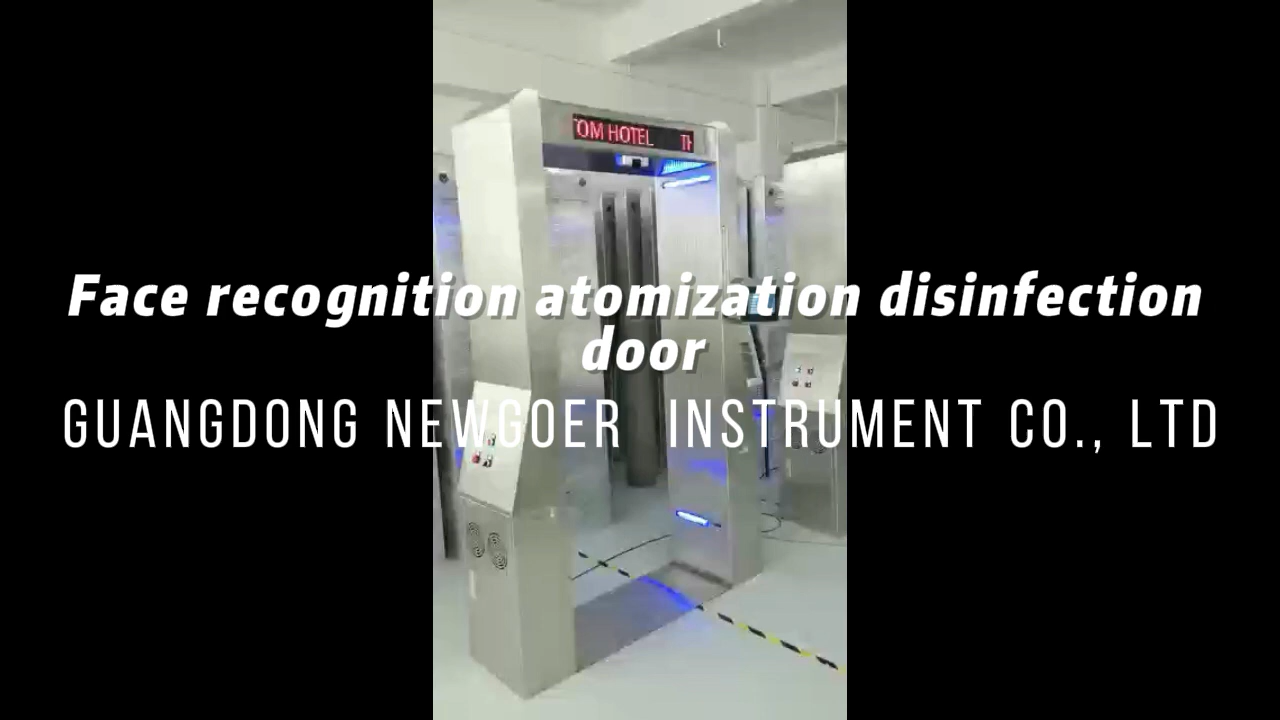 OM HOTEL
Face recognition atomization disinfection
door
GUANGDONG NEWGOER INSTRUMENT CO., LTD